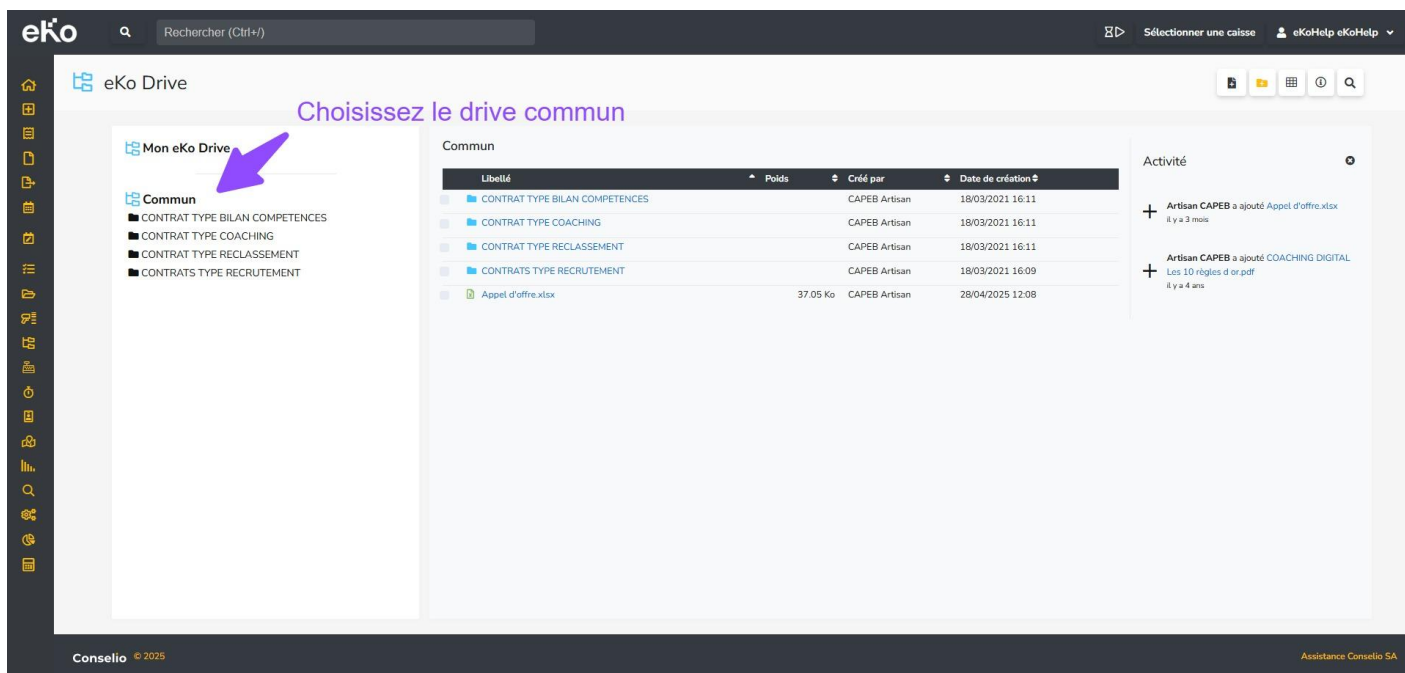 eKo
Rechercher (Ctrl+/)
Sélectionner une caisse
eKoHelp eKoHelp
eKo Drive
Choisissez le drive commun
Mon eKo Drive
Commun
CONTRAT TYPE BILAN COMPETENCES
CONTRAT TYPE COACHING
CONTRAT TYPE RECLASSEMENT
CONTRATS TYPE RECRUTEMENT
Commun
Libellé Poids Créé par Date de création
CONTRAT TYPE BILAN COMPETENCES CAPEB Artisan 18/03/2021 16:11
CONTRAT TYPE COACHING CAPEB Artisan 18/03/2021 16:11
CONTRAT TYPE RECLASSEMENT CAPEB Artisan 18/03/2021 16:11
CONTRATS TYPE RECRUTEMENT CAPEB Artisan 18/03/2021 16:09
Appel d'offre.xlsx 37.05 Ko CAPEB Artisan 28/04/2025 12:08
Activité
Artisan CAPEB a ajouté Appel d'offre.xlsx
il y a 3 mois
Artisan CAPEB a ajouté COACHING DIGITAL
Les 10 règles d or.pdf
il y a 4 ans
Conselio © 2025
Assistance Conselio SA